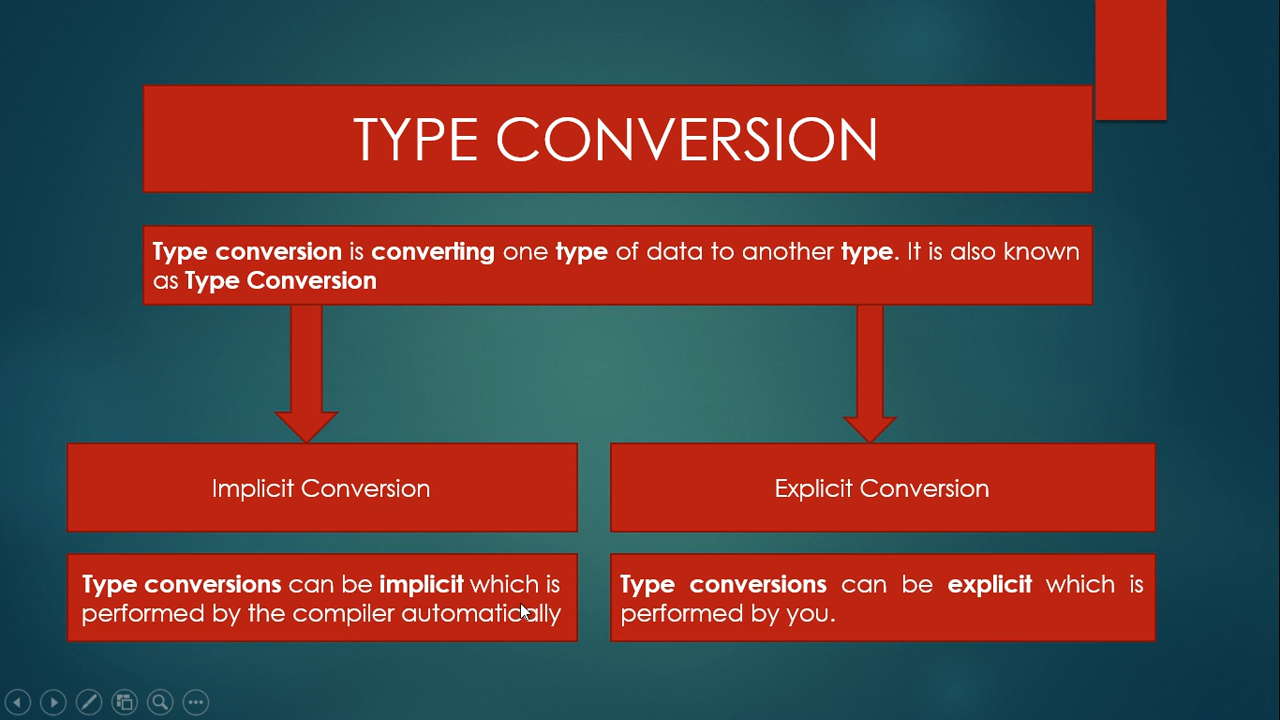 TYPE CONVERSION
Type conversion is converting one type of data to another type. It is also known
as Type Conversion
Implicit Conversion
Explicit Conversion
Type conversions can be implicit which is
performed by the compiler automatically
Type conversions can be explicit which is
performed by you.